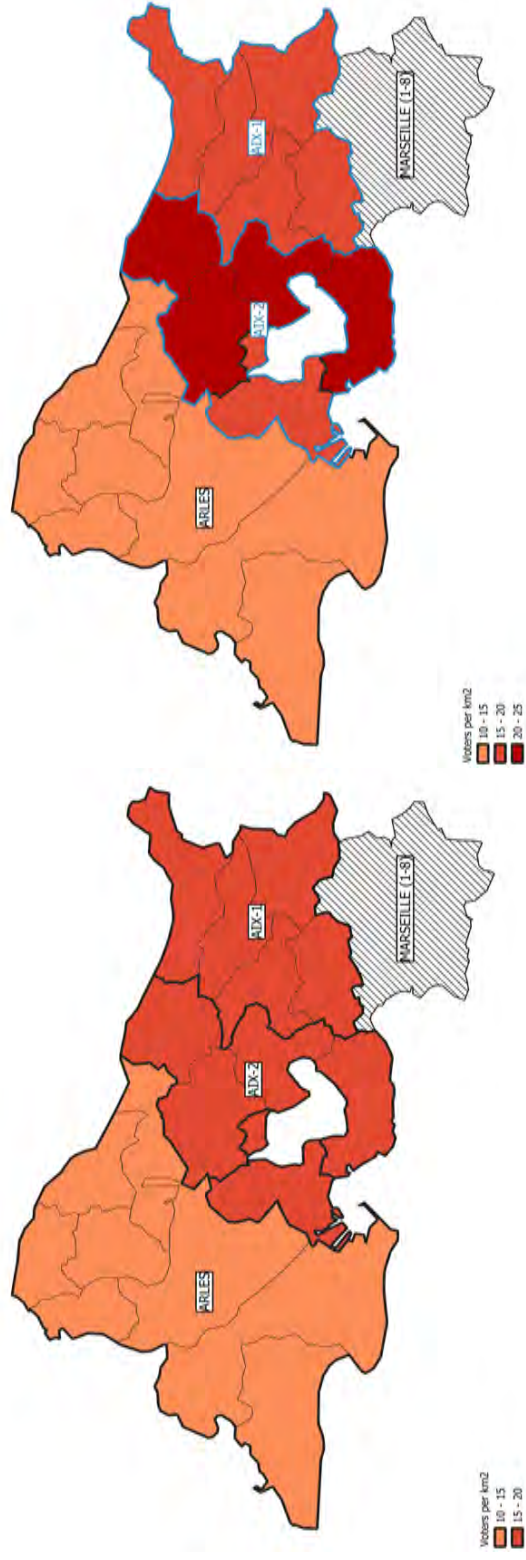 ARLES
AIX-2
AIX-1
MARSEILLE (1-8)
Voters per km2
10 - 15
15 - 20
ARLES
AIX-2
AIX-1
MARSEILLE (1-8)
Voters per km2
10 - 15
15 - 20
20 - 25